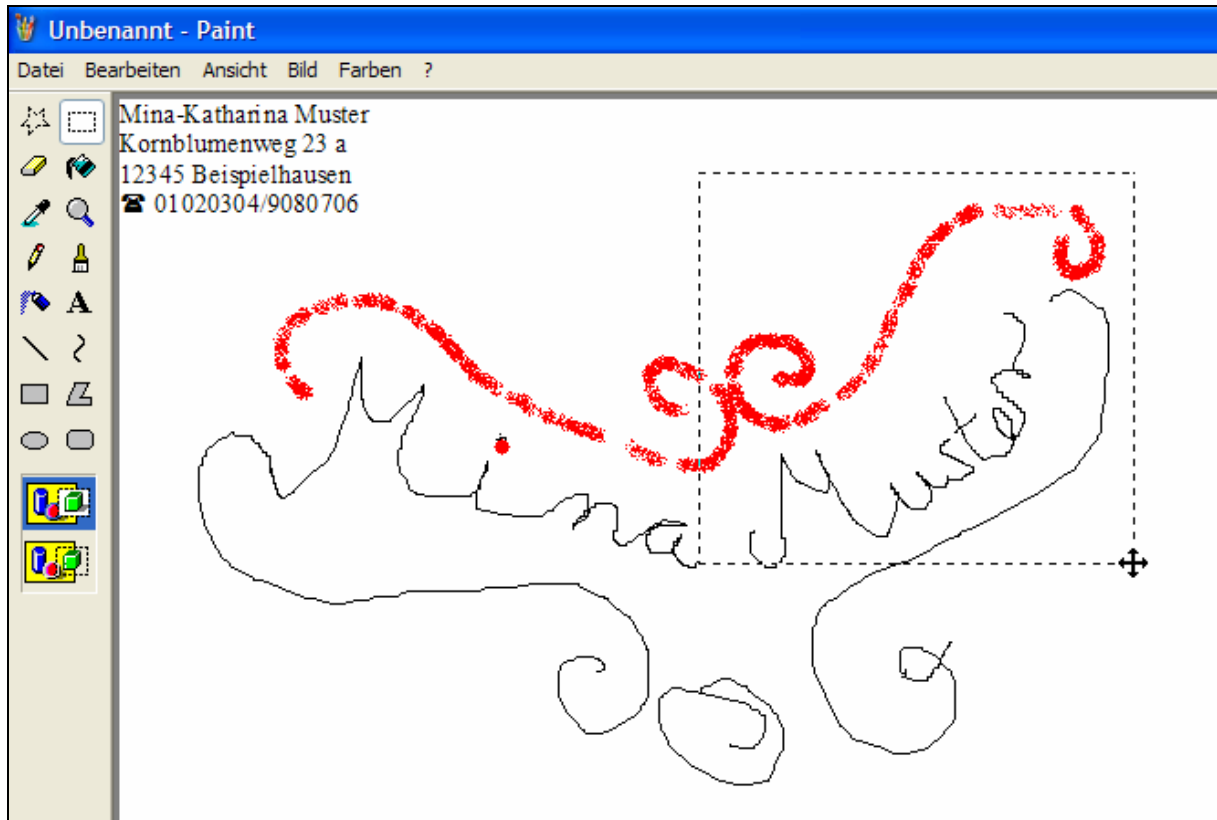 Unbenannt - Paint
Datei Bearbeiten Ansicht Bild Farben ?
Mina-Katharina Muster
Kornblumenweg 23 a
12345 Beispielhausen
☎ 01020304/9080706
A
Mina Muster